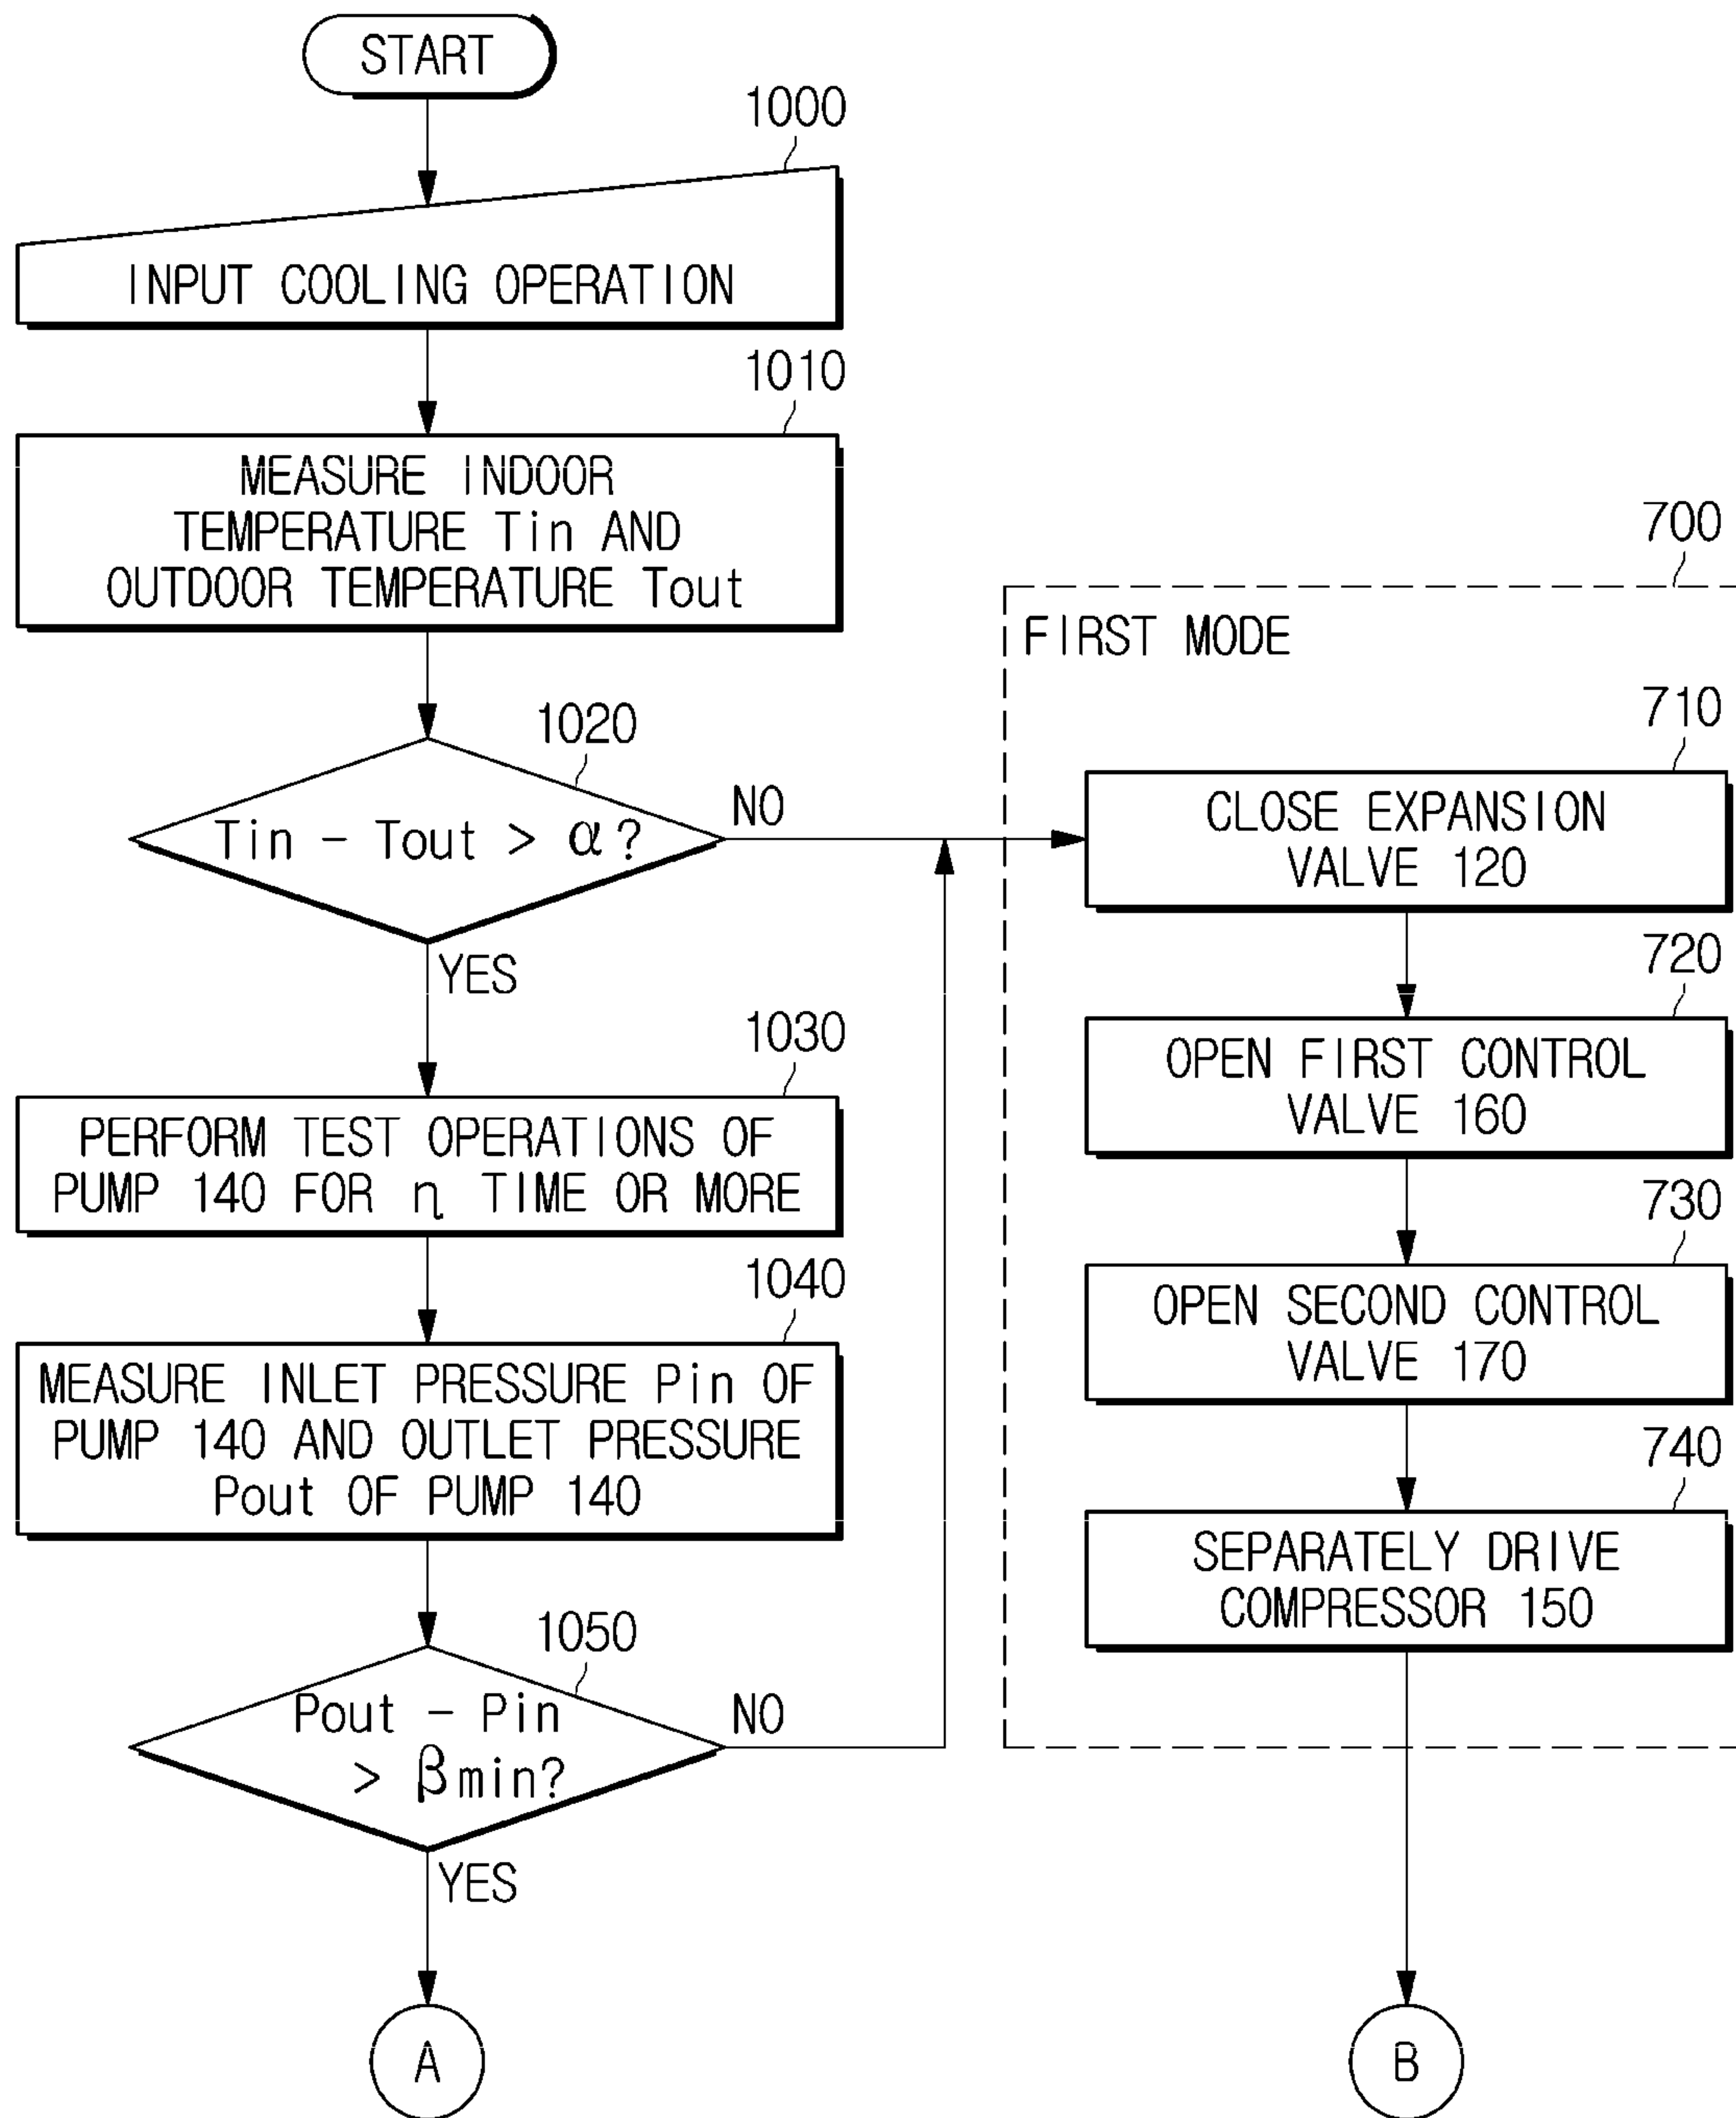 START
1000
INPUT COOLING OPERATION
1010
MEASURE INDOOR
TEMPERATURE Tin AND
OUTDOOR TEMPERATURE Tout
1020
Tin - Tout > α?
NO
YES
1030
PERFORM TEST OPERATIONS OF
PUMP 140 FOR η TIME OR MORE
1040
MEASURE INLET PRESSURE Pin OF
PUMP 140 AND OUTLET PRESSURE
Pout OF PUMP 140
1050
Pout - Pin
> βmin?
NO
YES
A
700
FIRST MODE
710
CLOSE EXPANSION
VALVE 120
720
OPEN FIRST CONTROL
VALVE 160
730
OPEN SECOND CONTROL
VALVE 170
740
SEPARATELY DRIVE
COMPRESSOR 150
B